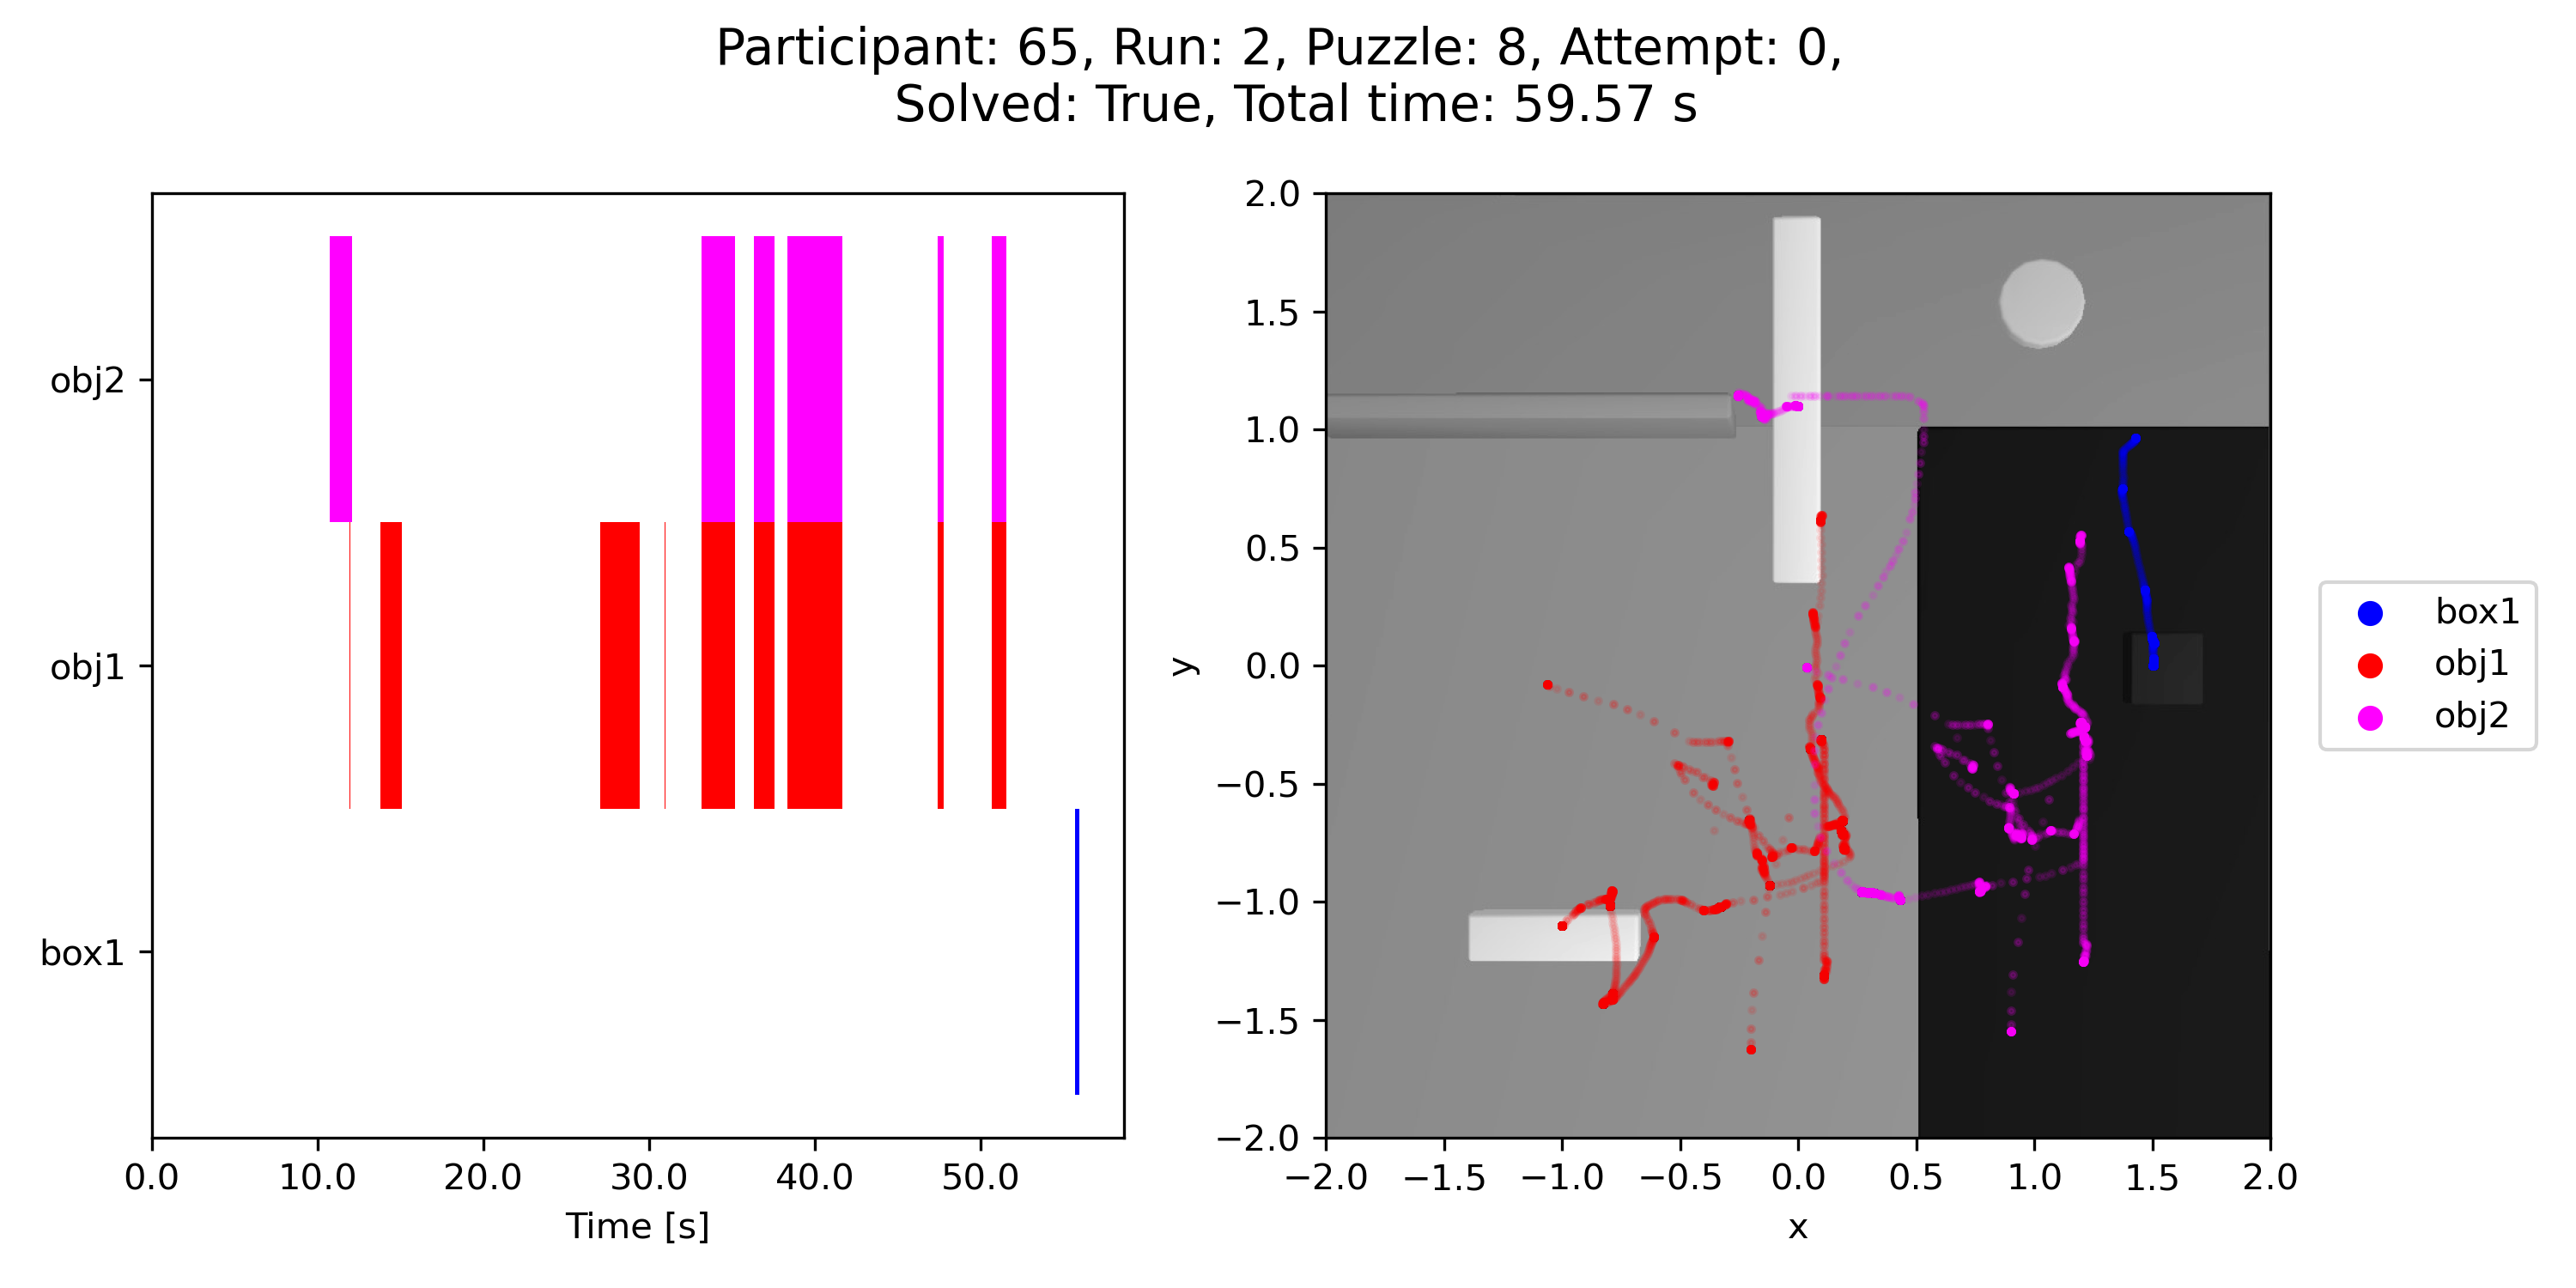 Participant: 65, Run: 2, Puzzle: 8, Attempt: 0,
Solved: True, Total time: 59.57 s
obj2
obj1
box1
0.0 10.0 20.0 30.0 40.0 50.0
Time [s]
2.0
1.5
1.0
0.5
0.0
−0.5
−1.0
−1.5
−2.0
y
−2.0 −1.5 −1.0 −0.5 0.0 0.5 1.0 1.5 2.0
x
box1
obj1
obj2